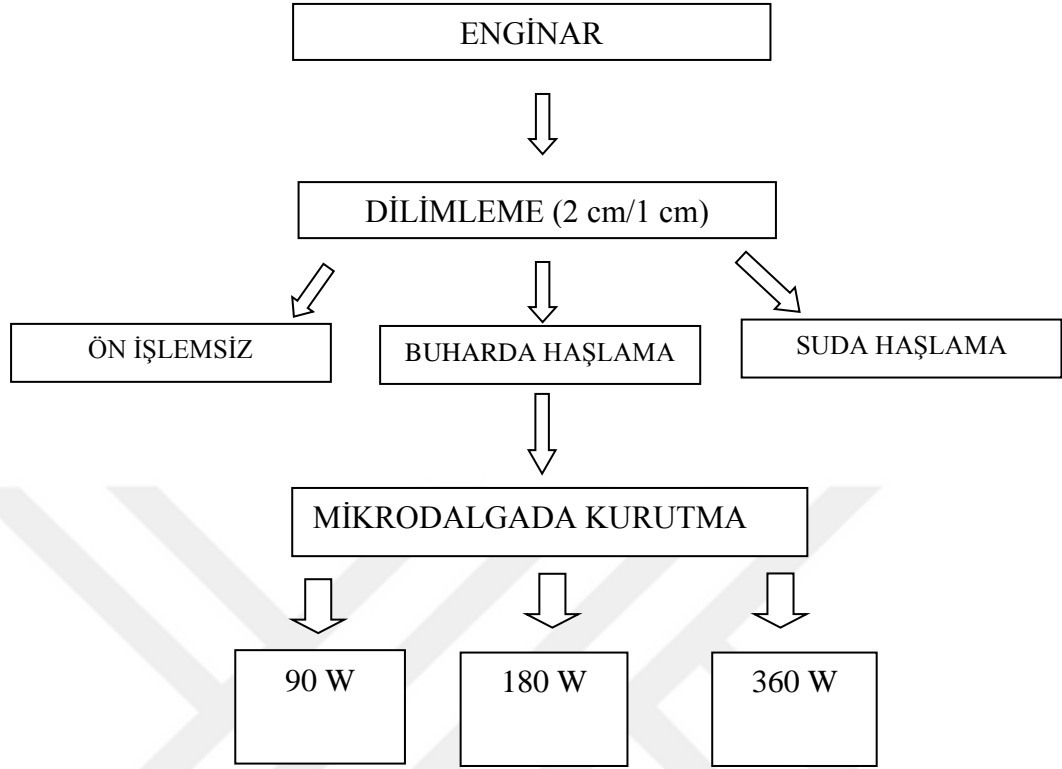 ENGİNAR
DİLİMLEME (2 cm/1 cm)
ÖN İŞLEMSİZ
BUHARDA HAŞLAMA
SUDA HAŞLAMA
MİKRODALGADA KURUTMA
90 W
180 W
360 W